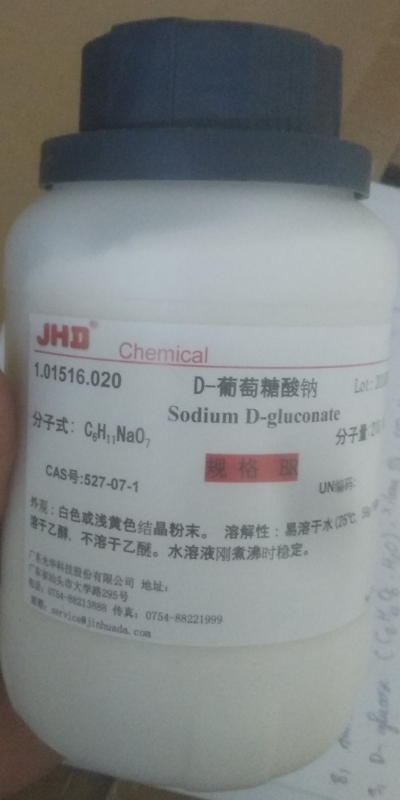 JHD®
Chemical
1.01516.020
D-葡萄糖酸钠
Lot:
Sodium D-gluconate
分子式: C₆H₁₁NaO₇
分子量:
规格 BR
CAS号:527-07-1
UN编码:
外观: 白色或浅黄色结晶粉末。 溶解性: 易溶于水(25℃,
溶于乙醇, 不溶于乙醚。水溶液刚煮沸时稳定。
广东光华科技股份有限公司 地址:
广东省汕头市大学路295号
电话: 0754-88213888 传真: 0754-88221999
邮箱: service@jinhuada.com
D- glucose